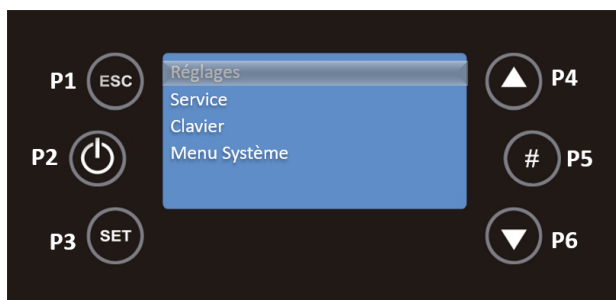 P1 ESC
Réglages
Service
Clavier
Menu Système
P4
P2
# P5
P3 SET
P6